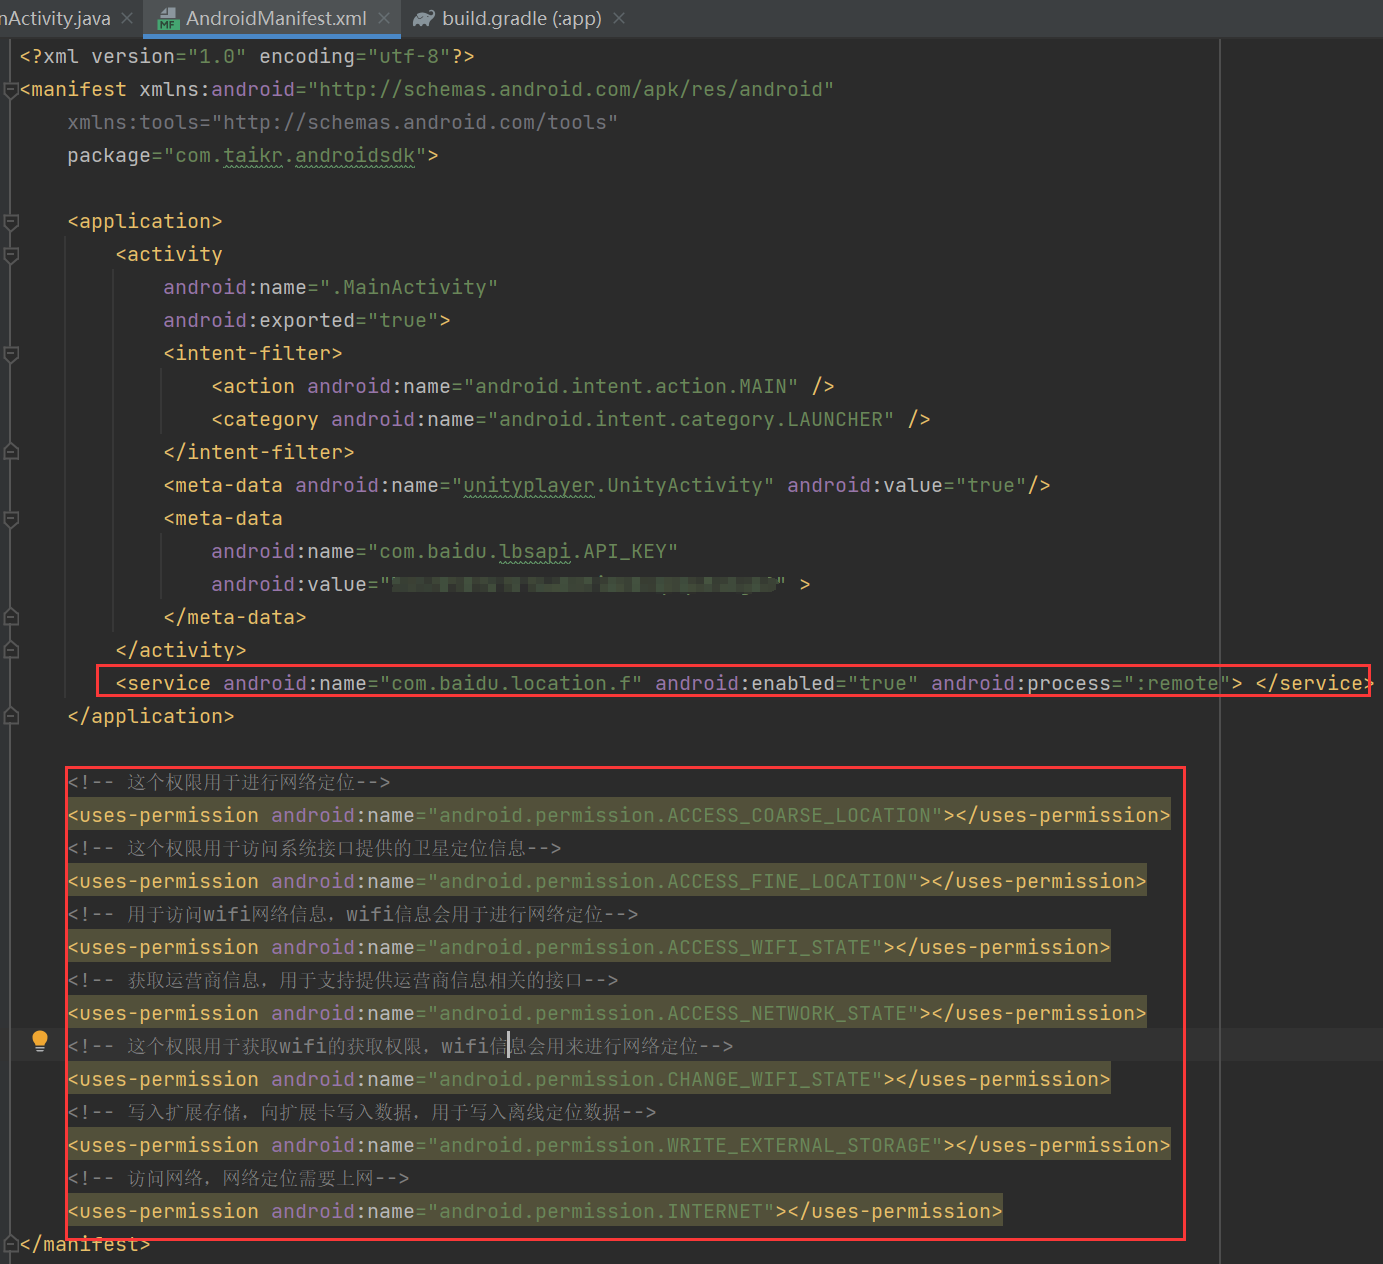 nActivity.java
AndroidManifest.xml
build.gradle (:app)
MF
<?xml version="1.0" encoding="utf-8"?>
<manifest xmlns:android="http://schemas.android.com/apk/res/android"
xmlns:tools="http://schemas.android.com/tools"
package="com.taikr.androidsdk">
<application>
<activity
android:name=".MainActivity"
android:exported="true">
<intent-filter>
<action android:name="android.intent.action.MAIN" />
<category android:name="android.intent.category.LAUNCHER" />
</intent-filter>
<meta-data android:name="unityplayer.UnityActivity" android:value="true"/>
<meta-data
android:name="com.baidu.lbsapi.API_KEY"
android:value=" " >
</meta-data>
</activity>
<service android:name="com.baidu.location.f" android:enabled="true" android:process=":remote"> </service>
</application>
<!-- 这个权限用于进行网络定位-->
<uses-permission android:name="android.permission.ACCESS_COARSE_LOCATION"></uses-permission>
<!-- 这个权限用于访问系统接口提供的卫星定位信息-->
<uses-permission android:name="android.permission.ACCESS_FINE_LOCATION"></uses-permission>
<!-- 用于访问wifi网络信息，wifi信息会用于进行网络定位-->
<uses-permission android:name="android.permission.ACCESS_WIFI_STATE"></uses-permission>
<!-- 获取运营商信息，用于支持提供运营商信息相关的接口-->
<uses-permission android:name="android.permission.ACCESS_NETWORK_STATE"></uses-permission>
<!-- 这个权限用于获取wifi的获取权限，wifi信息会用来进行网络定位-->
<uses-permission android:name="android.permission.CHANGE_WIFI_STATE"></uses-permission>
<!-- 写入扩展存储，向扩展卡写入数据，用于写入离线定位数据-->
<uses-permission android:name="android.permission.WRITE_EXTERNAL_STORAGE"></uses-permission>
<!-- 访问网络，网络定位需要上网-->
<uses-permission android:name="android.permission.INTERNET"></uses-permission>
</manifest>